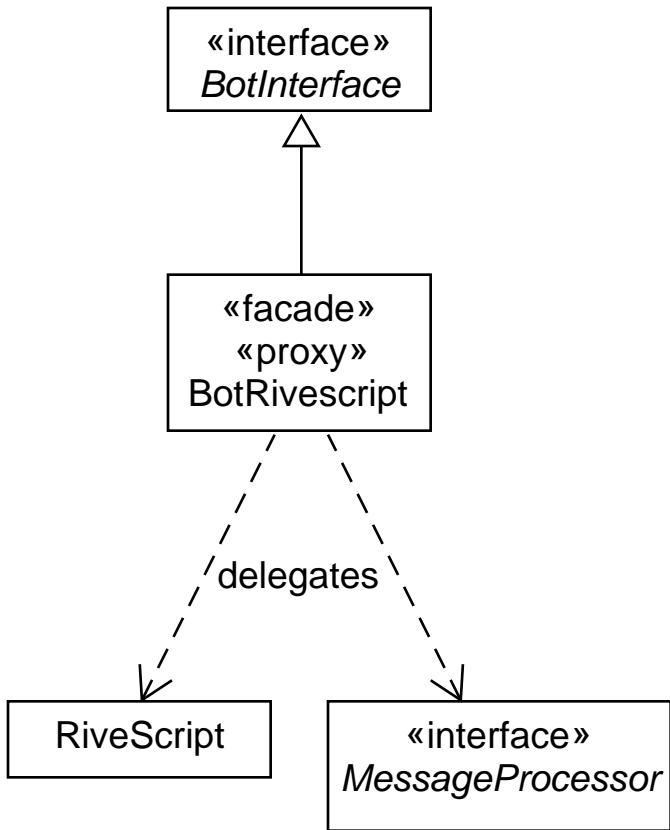 «interface»
BotInterface
«facade»
«proxy»
BotRivescript
delegates
RiveScript
«interface»
MessageProcessor